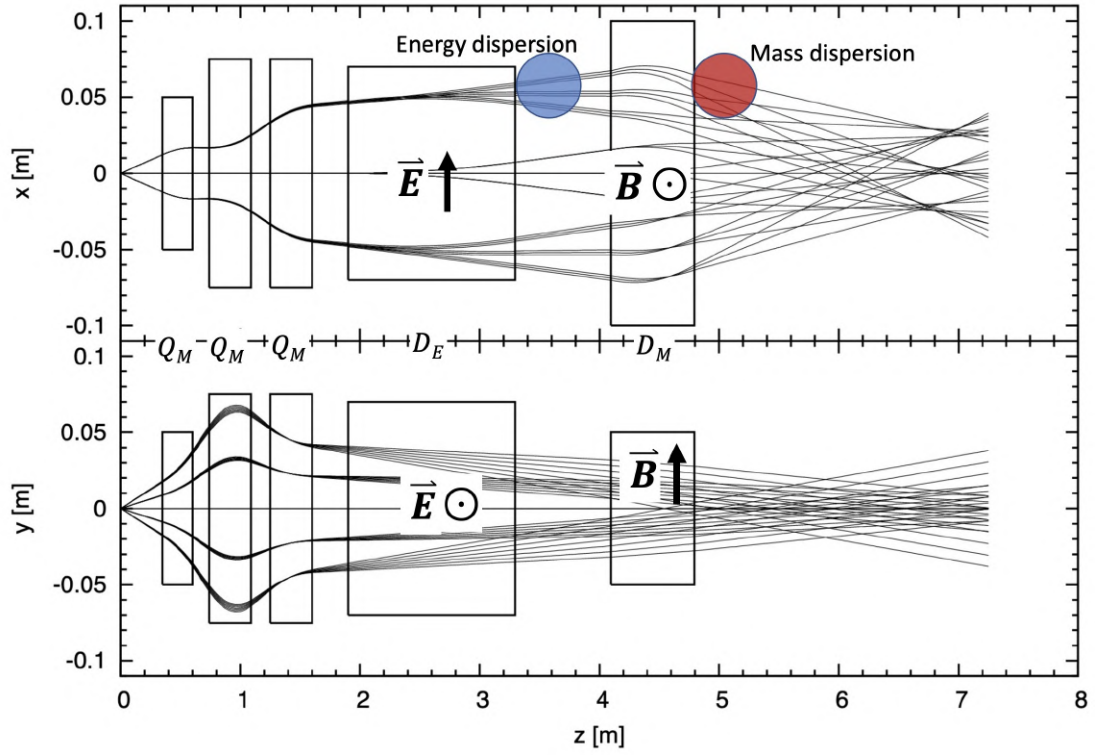 0.1
Energy dispersion
Mass dispersion
0.05
x [m]
0
E
B
-0.05
-0.1
Q_M Q_M Q_M D_E D_M
0.1
0.05
B
y [m]
0
E
-0.05
-0.1
0 1 2 3 4 5 6 7 8
z [m]